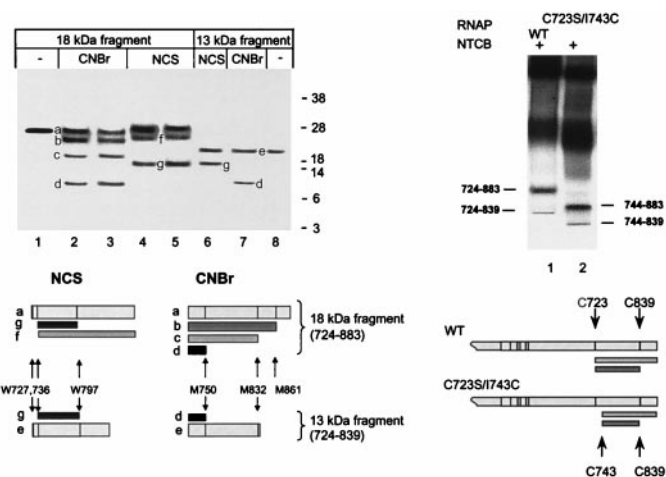 18 kDa fragment 13 kDa fragment
- CNBr NCS NCS CNBr -
a
b
c
d
f
g
g
e
d
- 38
- 28
- 18
- 14
- 6
- 3
1 2 3 4 5 6 7 8
RNAP C723S/I743C
WT
NTCB + +
724-883
724-839
744-883
744-839
1 2
NCS CNBr
a
g
f
a
b
c
d
18 kDa fragment
(724-883)
W727,736 W797 M750 M832 M861
g
e
d
e
13 kDa fragment
(724-839)
C723 C839
WT
C723S/I743C
C743 C839